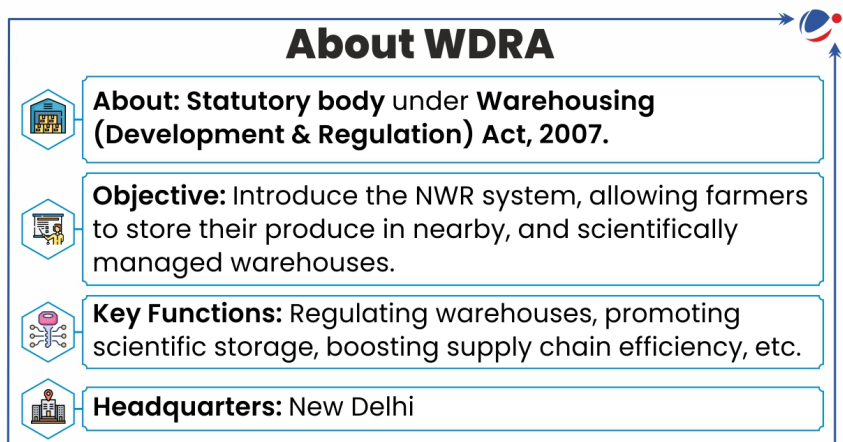 About WDRA
About: Statutory body under Warehousing
(Development & Regulation) Act, 2007.
Objective: Introduce the NWR system, allowing farmers
to store their produce in nearby, and scientifically
managed warehouses.
Key Functions: Regulating warehouses, promoting
scientific storage, boosting supply chain efficiency, etc.
Headquarters: New Delhi